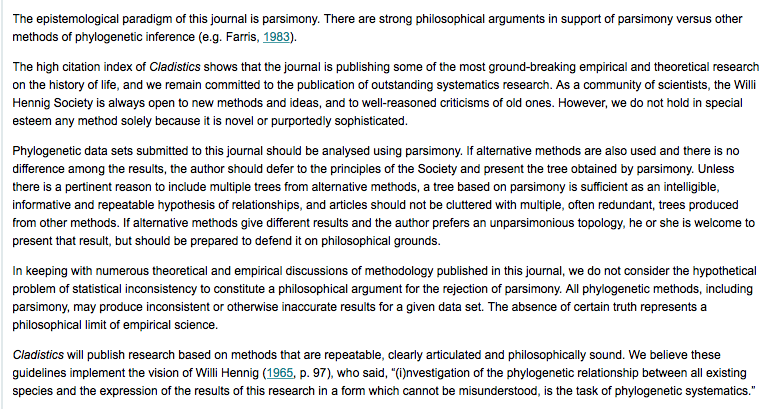 The epistemological paradigm of this journal is parsimony. There are strong philosophical arguments in support of parsimony versus other
methods of phylogenetic inference (e.g. Farris, 1983).
The high citation index of Cladistics shows that the journal is publishing some of the most ground-breaking empirical and theoretical research
on the history of life, and we remain committed to the publication of outstanding systematics research. As a community of scientists, the Willi
Hennig Society is always open to new methods and ideas, and to well-reasoned criticisms of old ones. However, we do not hold in special
esteem any method solely because it is novel or purportedly sophisticated.
Phylogenetic data sets submitted to this journal should be analysed using parsimony. If alternative methods are also used and there is no
difference among the results, the author should defer to the principles of the Society and present the tree obtained by parsimony. Unless
there is a pertinent reason to include multiple trees from alternative methods, a tree based on parsimony is sufficient as an intelligible,
informative and repeatable hypothesis of relationships, and articles should not be cluttered with multiple, often redundant, trees produced
from other methods. If alternative methods give different results and the author prefers an unparsimonious topology, he or she is welcome to
present that result, but should be prepared to defend it on philosophical grounds.
In keeping with numerous theoretical and empirical discussions of methodology published in this journal, we do not consider the hypothetical
problem of statistical inconsistency to constitute a philosophical argument for the rejection of parsimony. All phylogenetic methods, including
parsimony, may produce inconsistent or otherwise inaccurate results for a given data set. The absence of certain truth represents a
philosophical limit of empirical science.
Cladistics will publish research based on methods that are repeatable, clearly articulated and philosophically sound. We believe these
guidelines implement the vision of Willi Hennig (1965, p. 97), who said, “(i)nvestigation of the phylogenetic relationship between all existing
species and the expression of the results of this research in a form which cannot be misunderstood, is the task of phylogenetic systematics.”